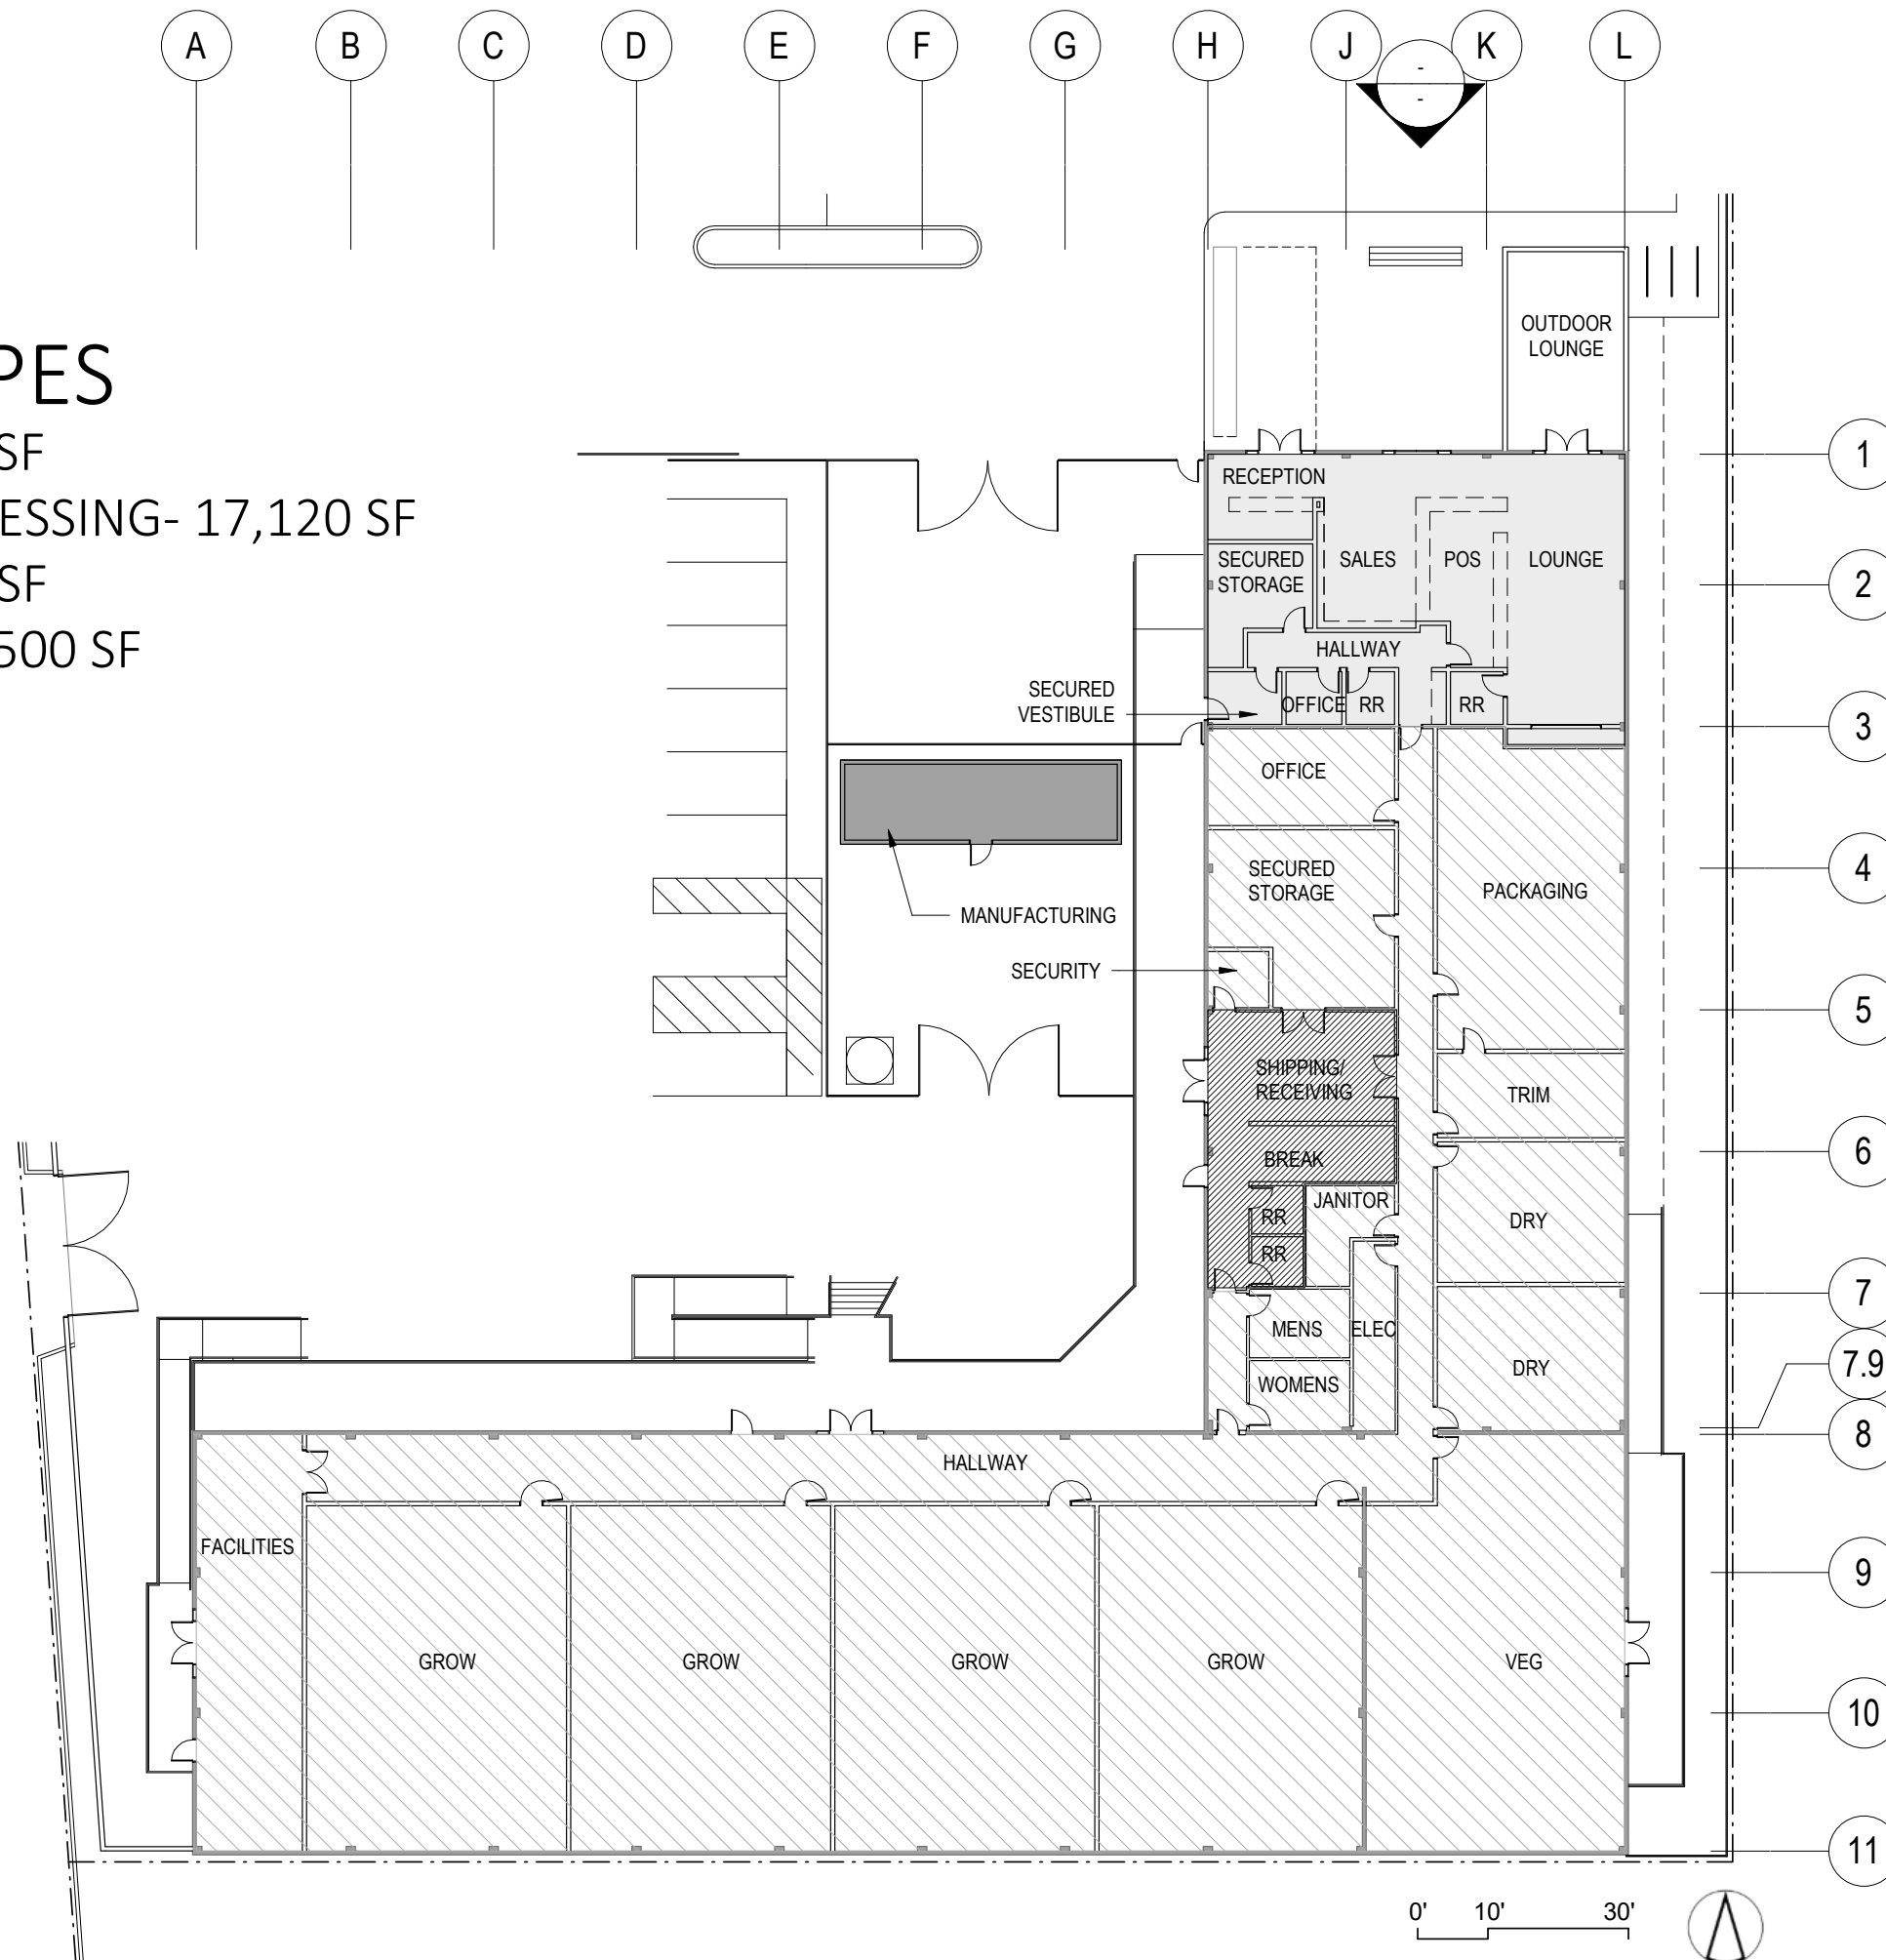 A B C D E F G H J K L
-
-
PES
SF
ESSING- 17,120 SF
SF
500 SF
OUTDOOR
LOUNGE
1
RECEPTION
SECURED
STORAGE
SALES
POS
LOUNGE
2
HALLWAY
SECURED
VESTIBULE
OFFICE
RR
RR
3
OFFICE
SECURED
STORAGE
4
PACKAGING
MANUFACTURING
SECURITY
5
SHIPPING/
RECEIVING
TRIM
6
BREAK
JANITOR
RR
DRY
RR
7
MENS
ELEC
7.9
DRY
WOMENS
8
HALLWAY
FACILITIES
9
GROW
GROW
GROW
GROW
VEG
10
11
0' 10' 30'